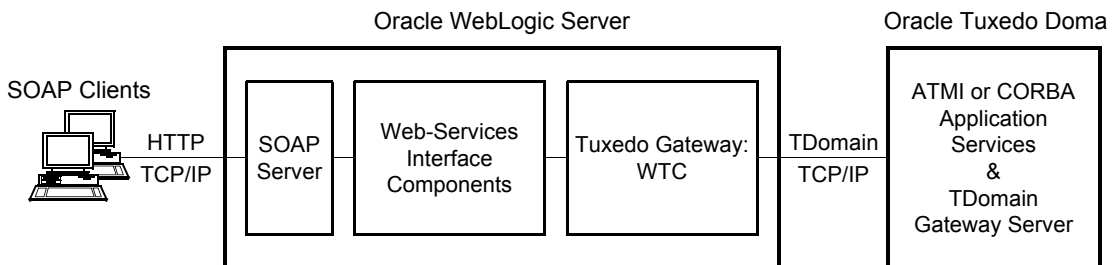 Oracle WebLogic Server
Oracle Tuxedo Doma
SOAP Clients
HTTP
TCP/IP
SOAP
Server
Web-Services
Interface
Components
Tuxedo Gateway:
WTC
TDomain
TCP/IP
ATMI or CORBA
Application
Services
&
TDomain
Gateway Server